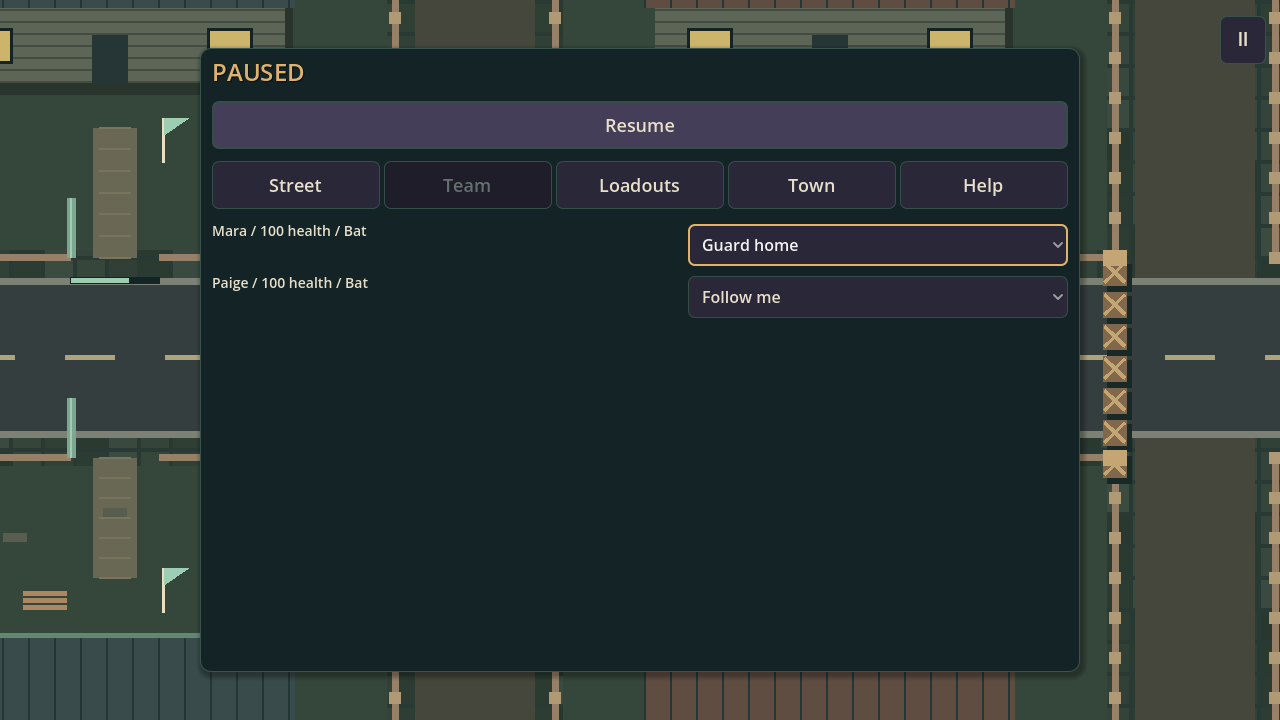 PAUSED
Resume
Street Team Loadouts Town Help
Mara / 100 health / Bat Guard home
Paige / 100 health / Bat Follow me